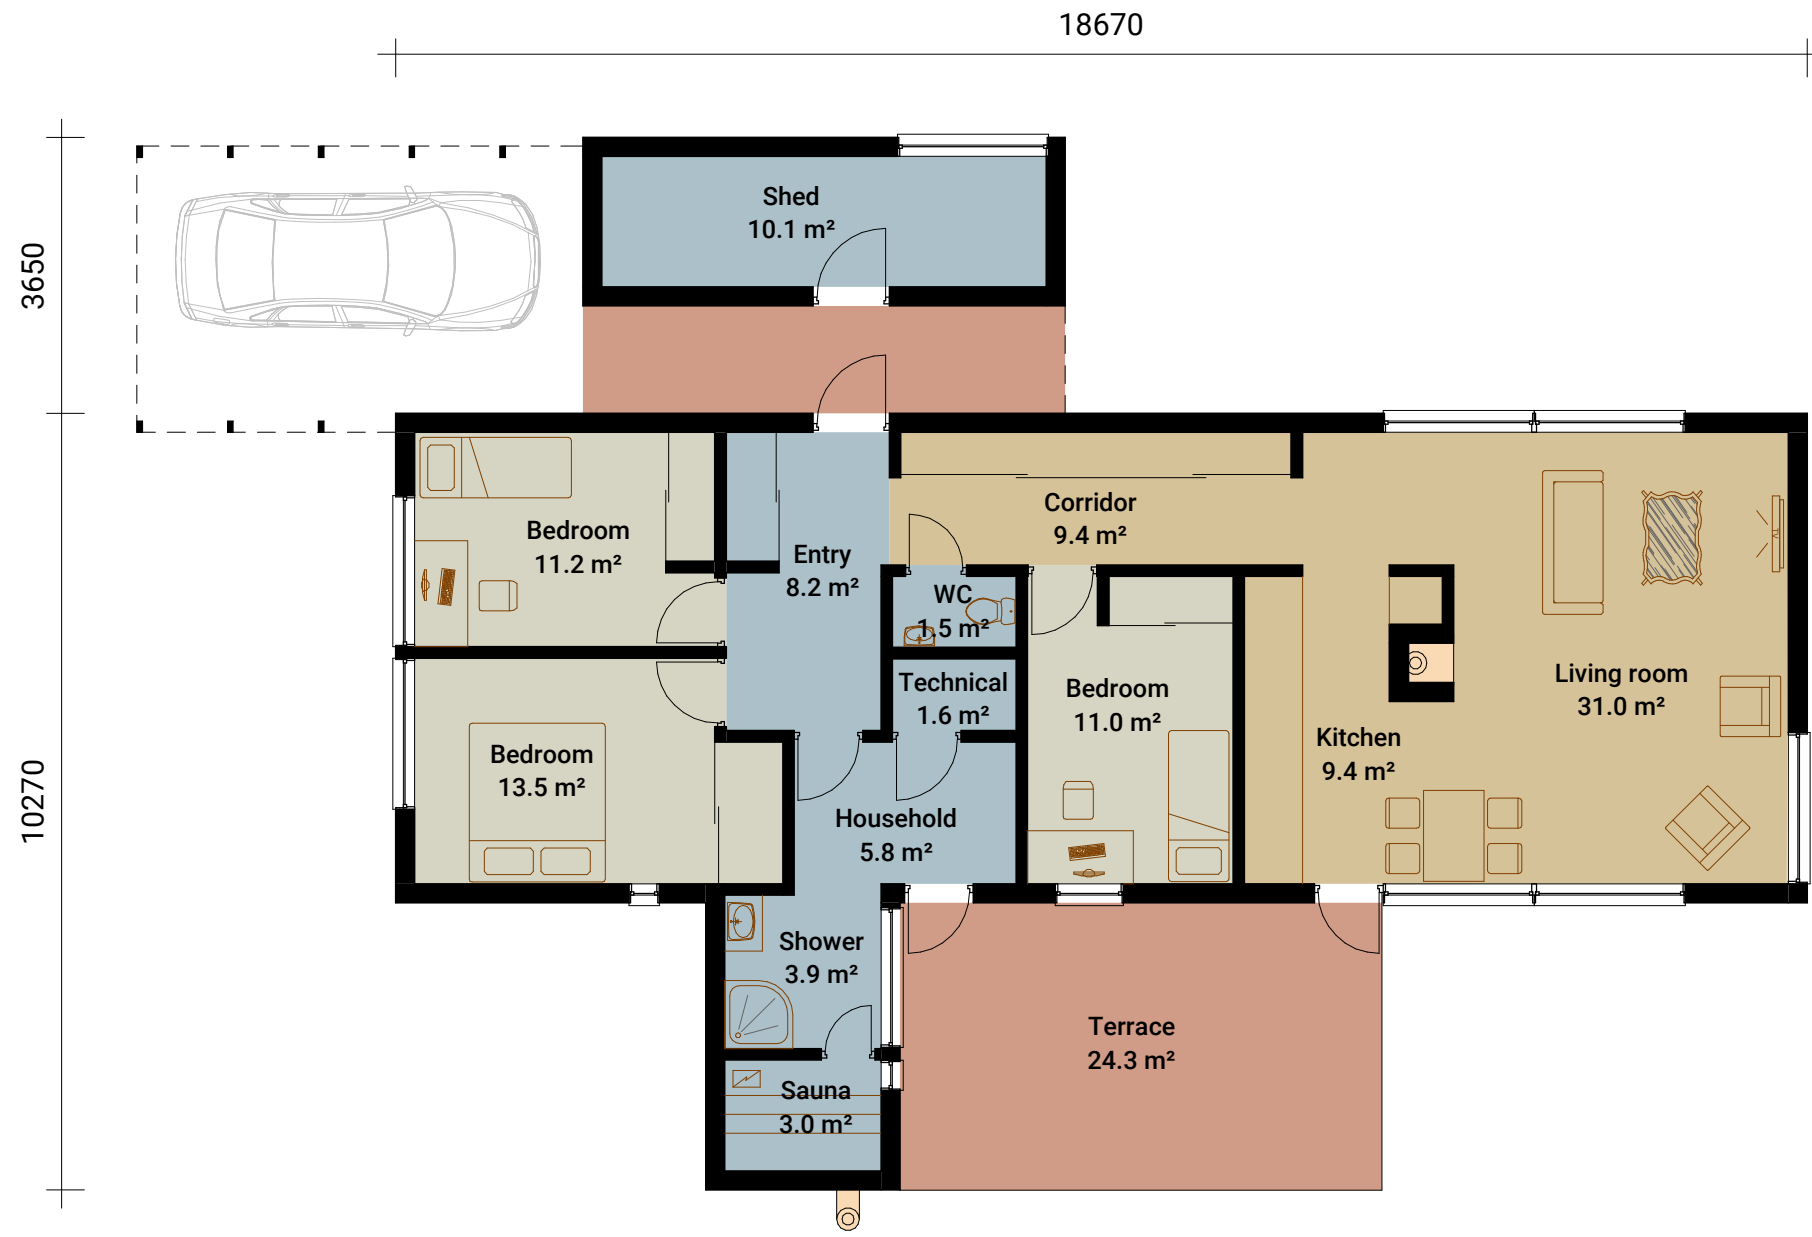 18670
3650
10270
Shed
10.1 m²
Bedroom
11.2 m²
Entry
8.2 m²
Corridor
9.4 m²
WC
1.5 m²
Technical
1.6 m²
Bedroom
11.0 m²
Living room
31.0 m²
Kitchen
9.4 m²
Bedroom
13.5 m²
Household
5.8 m²
Shower
3.9 m²
Terrace
24.3 m²
Sauna
3.0 m²
TV